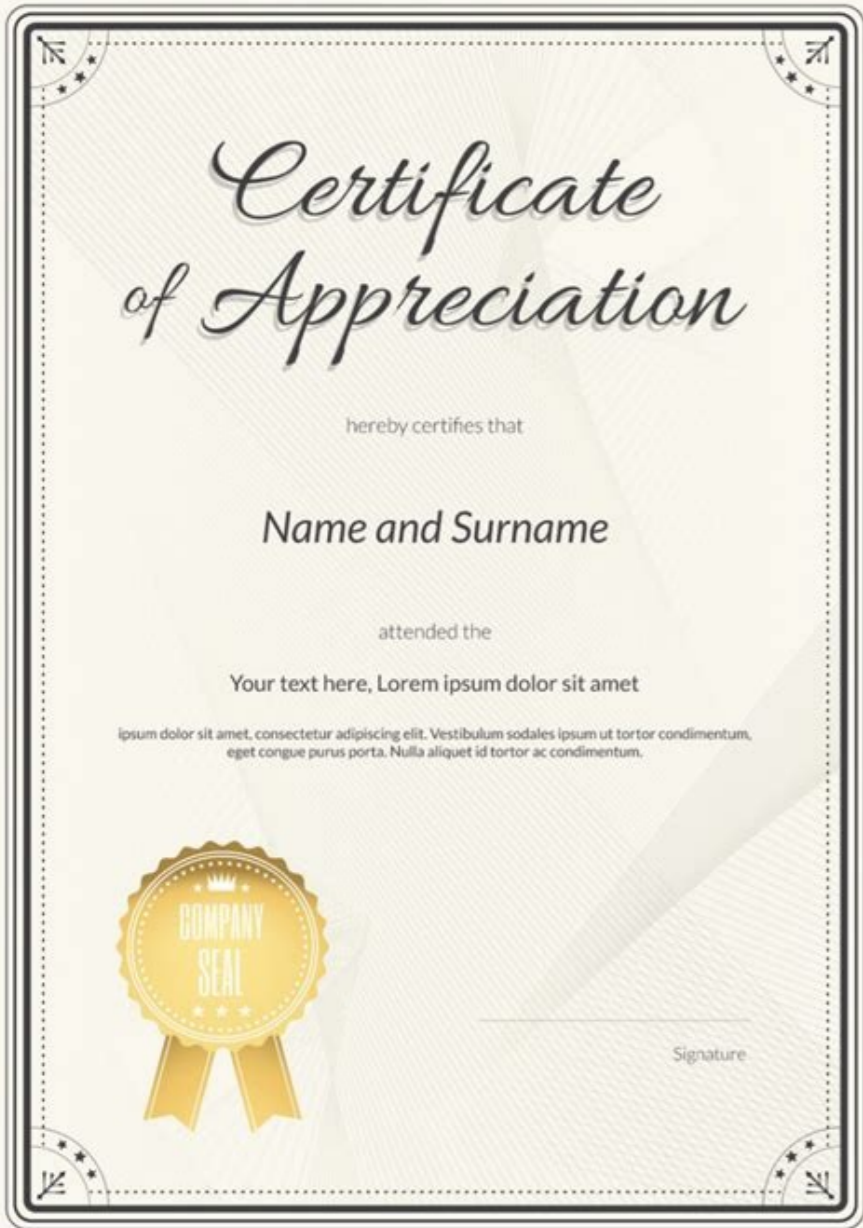 Certificate
of Appreciation
hereby certifies that
Name and Surname
attended the
Your text here, Lorem ipsum dolor sit amet
ipsum dolor sit amet, consectetur adipiscing elit. Vestibulum sodales ipsum ut tortor condimentum,
eget congue purus porta. Nulla aliquet id tortor ac condimentum.
COMPANY
SEAL
Signature